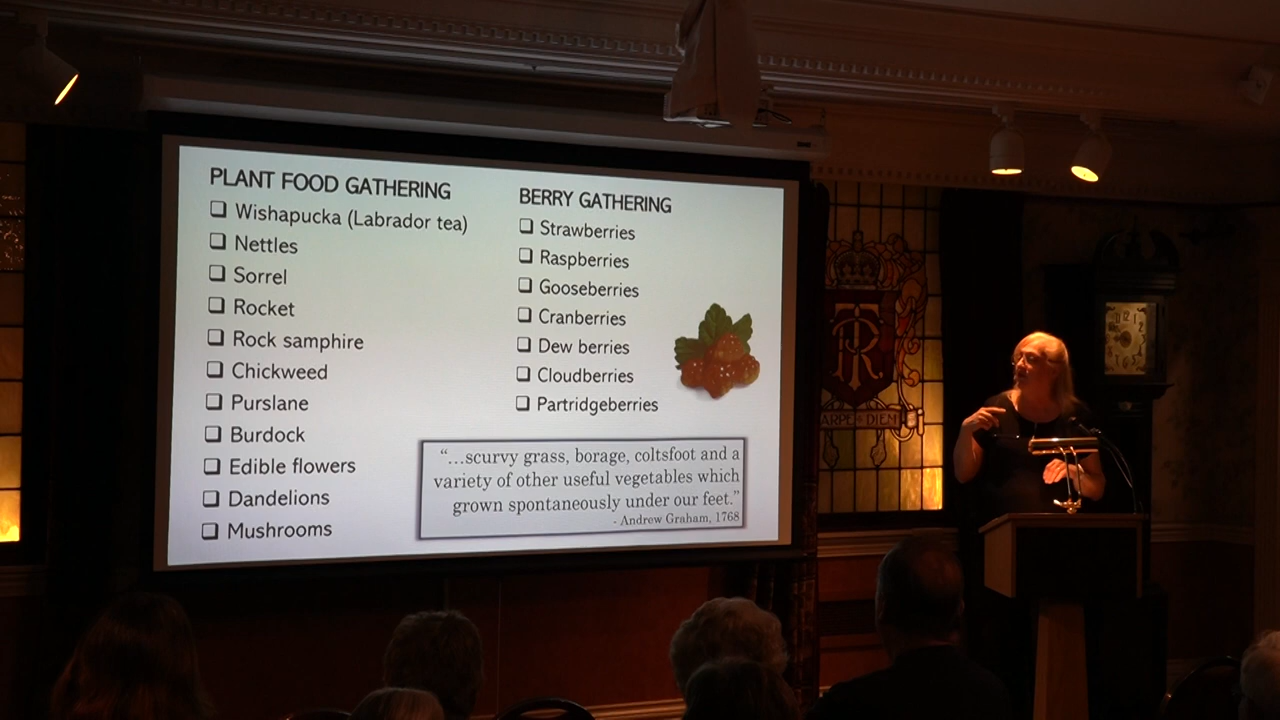 PLANT FOOD GATHERING
❑ Wishapucka (Labrador tea)
❑ Nettles
❑ Sorrel
❑ Rocket
❑ Rock samphire
❑ Chickweed
❑ Purslane
❑ Burdock
❑ Edible flowers
❑ Dandelions
❑ Mushrooms
BERRY GATHERING
❑ Strawberries
❑ Raspberries
❑ Gooseberries
❑ Cranberries
❑ Dew berries
❑ Cloudberries
❑ Partridgeberries
“...scurvy grass, borage, coltsfoot and a
variety of other useful vegetables which
grown spontaneously under our feet.”
- Andrew Graham, 1768
ARPE DIEM